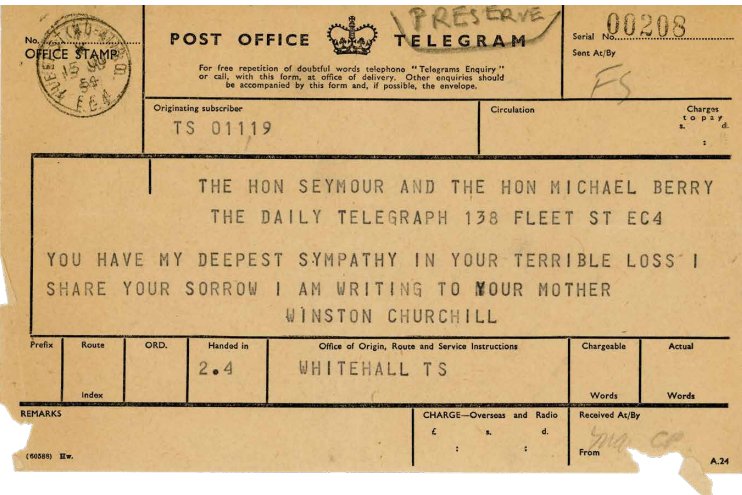 PRESERVE
No.
OFFICE STAMP
15
54
EC4
POST OFFICE TELEGRAM
For free repetition of doubtful words telephone "Telegrams Enquiry"
or call, with this form, at office of delivery. Other enquiries should
be accompanied by this form and, if possible, the envelope.
Serial No. 00208
Sent At/By
FS
Originating subscriber
TS 01119
Circulation
Charges
to pay
s. d.
:
THE HON SEYMOUR AND THE HON MICHAEL BERRY
THE DAILY TELEGRAPH 138 FLEET ST EC4
YOU HAVE MY DEEPEST SYMPATHY IN YOUR TERRIBLE LOSS I
SHARE YOUR SORROW I AM WRITING TO YOUR MOTHER
WINSTON CHURCHILL
Prefix Route ORD. Handed in Office of Origin, Route and Service Instructions Chargeable Actual
2.4 WHITEHALL TS
index Words Words
REMARKS
CHARGE—Overseas and Radio
£ s. d.
: :
Received At/By
From
(60588) Hw.
A.24